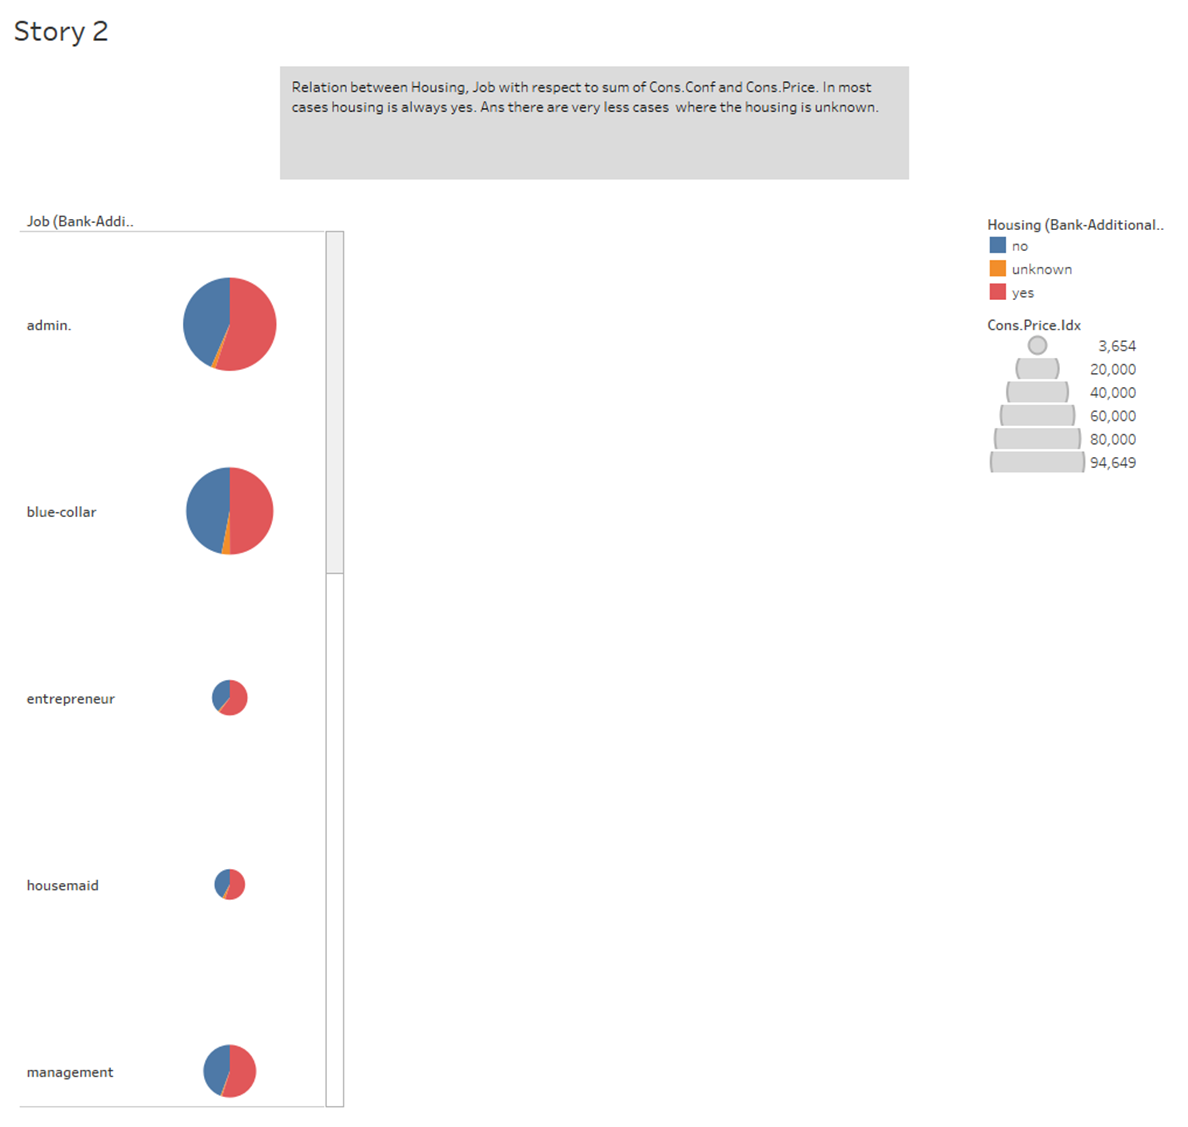 Story 2
Relation between Housing, Job with respect to sum of Cons.Conf and Cons.Price. In most
cases housing is always yes. Ans there are very less cases  where the housing is unknown.
Job (Bank-Addi..
admin.
blue-collar
entrepreneur
housemaid
management
Housing (Bank-Additional..
no
unknown
yes
Cons.Price.Idx
3,654
20,000
40,000
60,000
80,000
94,649